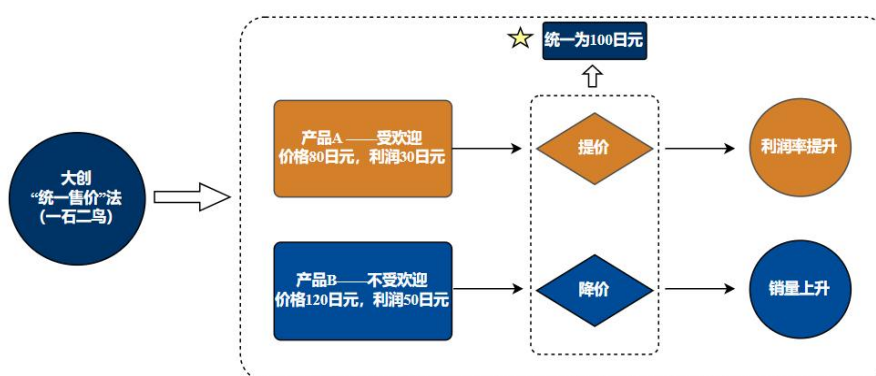 统一为100日元
大创
“统一售价”法
（一石二鸟）
产品A ——受欢迎
价格80日元，利润30日元
提价
利润率提升
产品B——不受欢迎
价格120日元，利润50日元
降价
销量上升